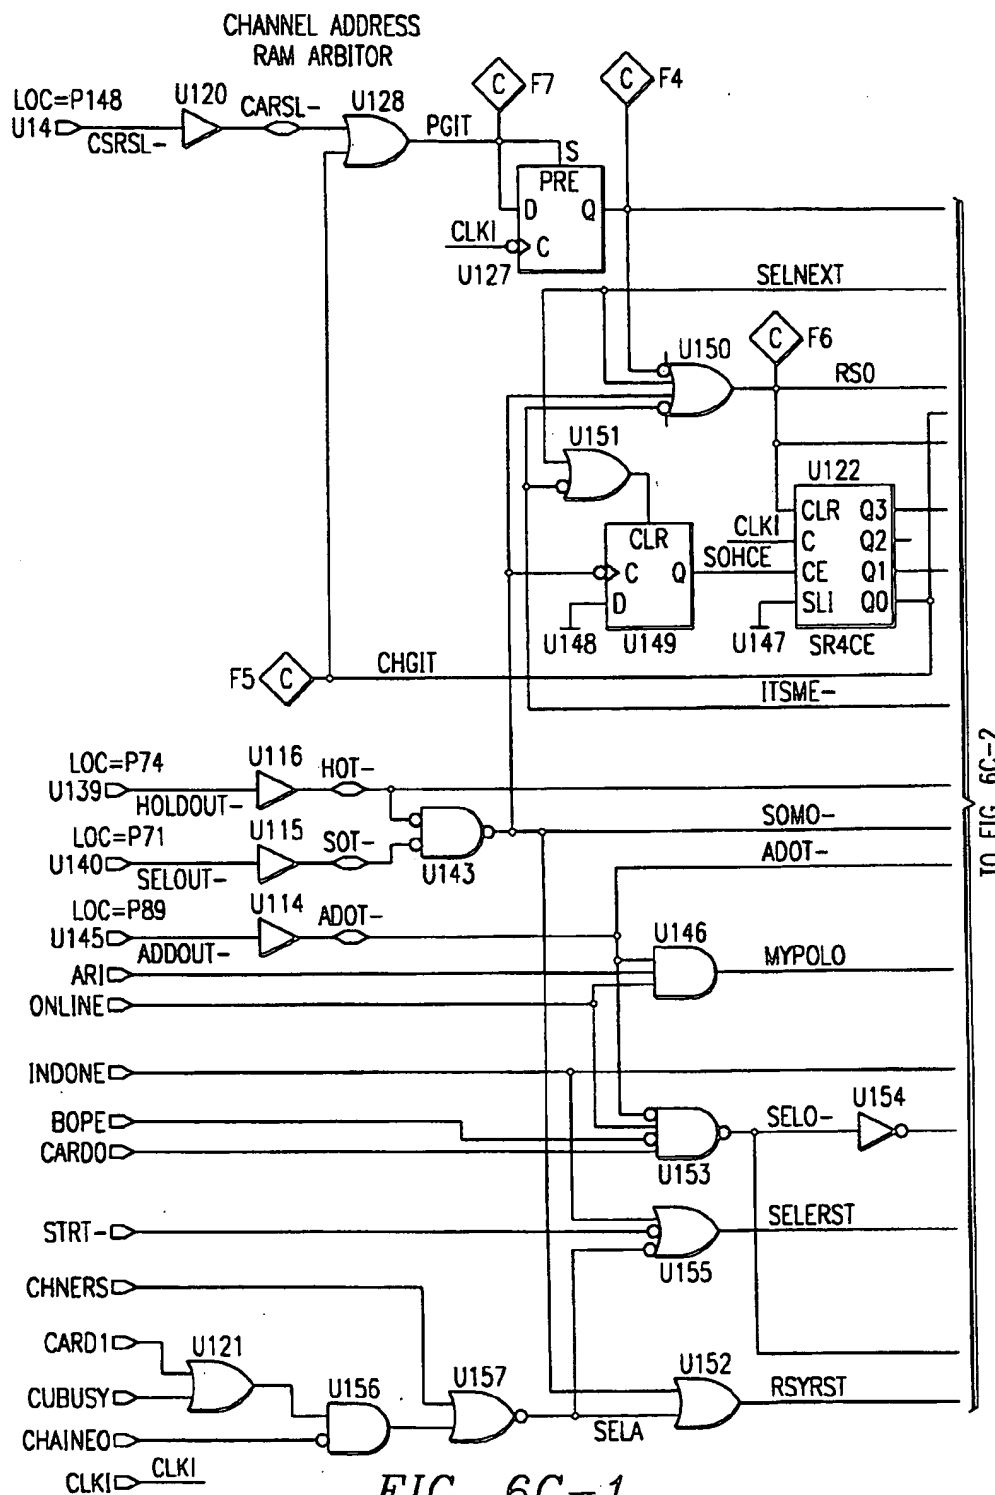 CHANNEL ADDRESS
RAM ARBITOR
C F7
C F4
LOC=P148
U14 CSRSL-
U120
CARSL-
U128
PGIT
S
PRE
D Q
CLKI
C
U127
SELNEXT
U150
C F6
RS0
U151
U122
CLR Q3
CLKI
C Q2
CE Q1
SLI Q0
SOHCE
CLR
C Q
D
U148
U149
U147
SR4CE
F5 C
CHGIT
ITSME-
LOC=P74
U139
HOLDOUT-
U116
HOT-
SOMO-
LOC=P71
U140
SELOUT-
U115
SOT-
U143
ADOT-
LOC=P89
U145
ADDOUT-
U114
ADOT-
U146
MYPOLO
ARI
ONLINE
INDONE
BOPE
CARD0
U153
SELO-
U154
STRT-
U155
SELERST
CHNERS
CARD1
U121
CUBUSY
U156
CHAINEO
U157
SELA
U152
RSYRST
CLKI
CLKI
TO FIG. 6C-2
FIG. 6C-1